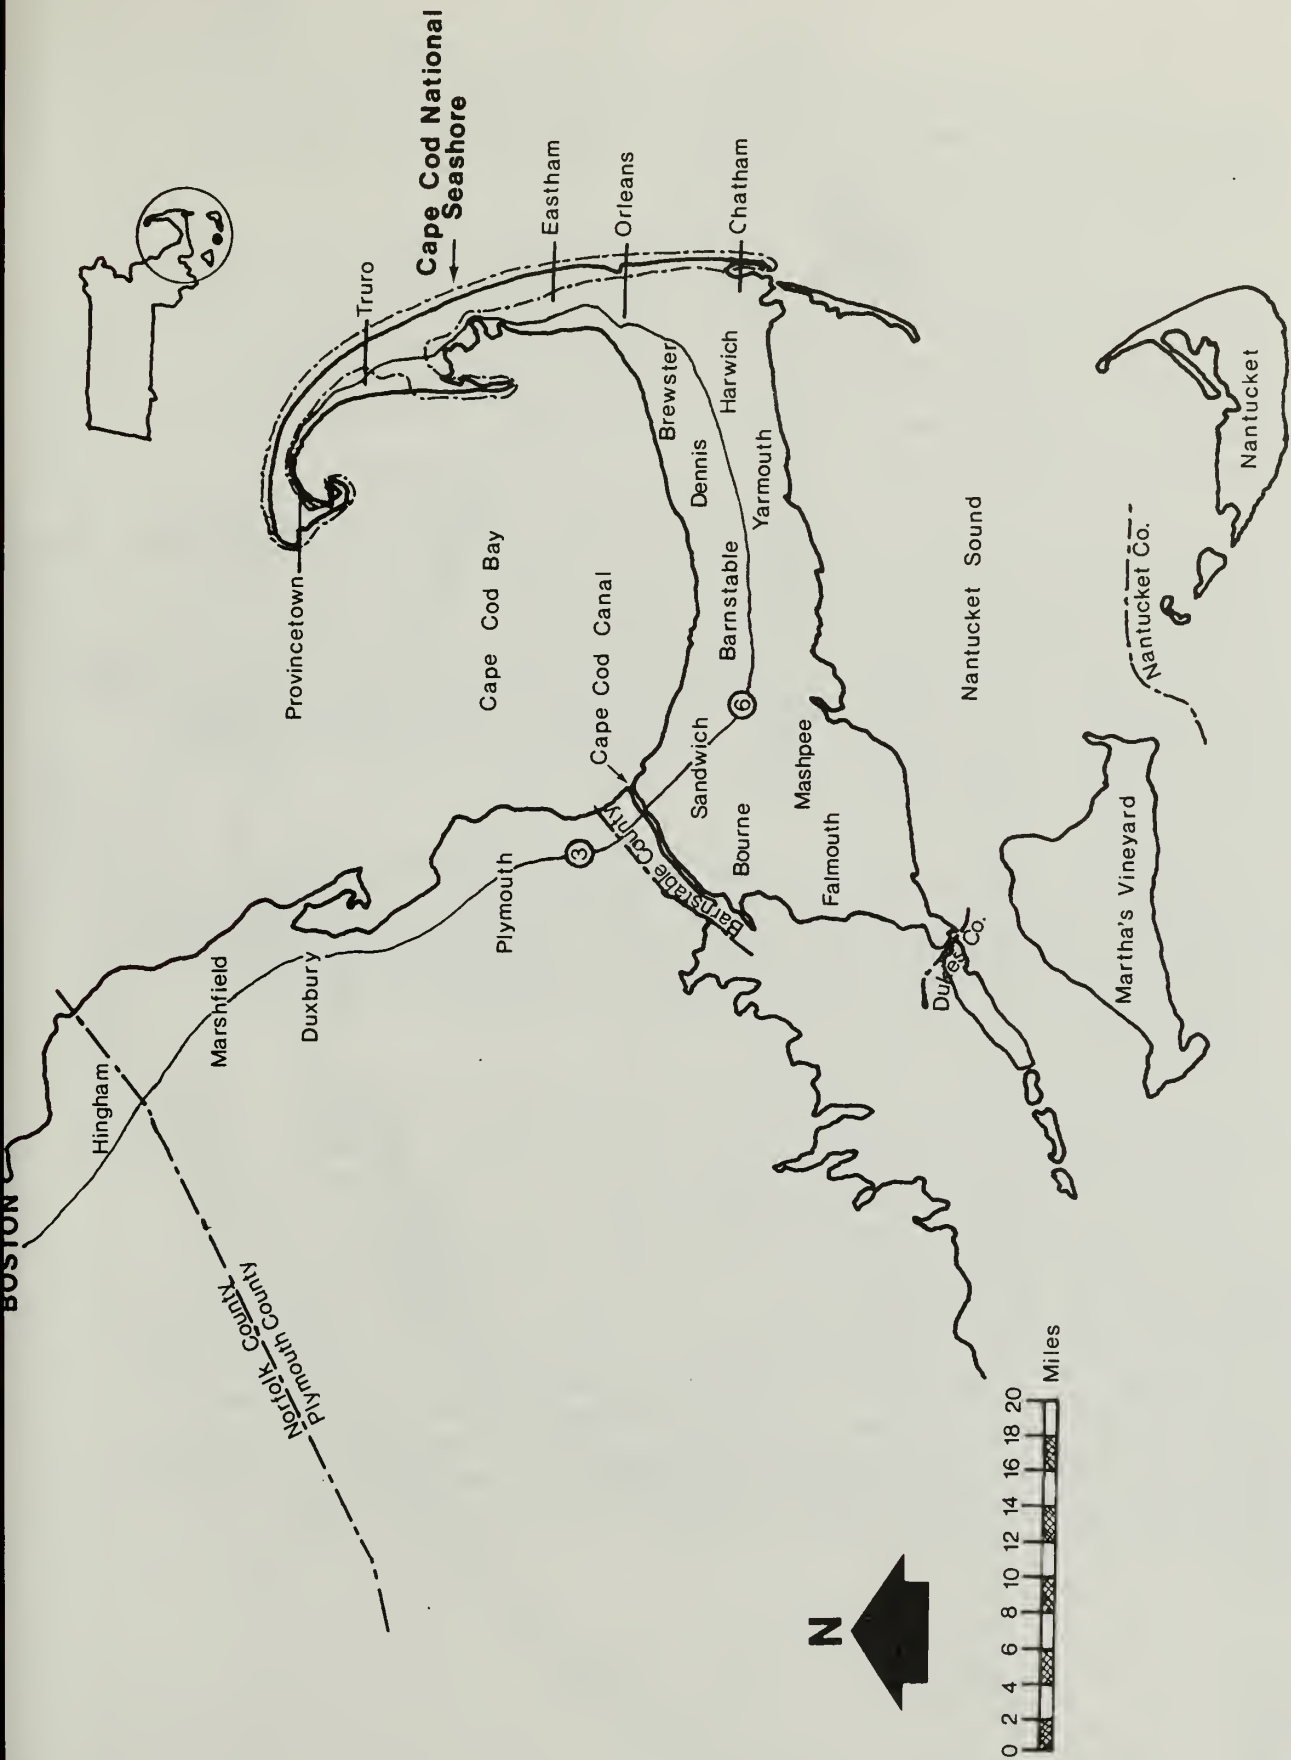 BOSTON
Hingham
Marshfield
Duxbury
Plymouth
Norfolk County
Plymouth County
3
Barnstable County
Cape Cod Canal
Cape Cod Bay
Provincetown
Truro
Cape Cod National
Seashore
Eastham
Orleans
Chatham
Brewster
Harwich
Dennis
Yarmouth
Barnstable
6
Sandwich
Bourne
Mashpee
Falmouth
Nantucket Sound
Dukes Co.
Martha's Vineyard
Nantucket Co.
Nantucket
N
0 2 4 6 8 10 12 14 16 18 20
Miles